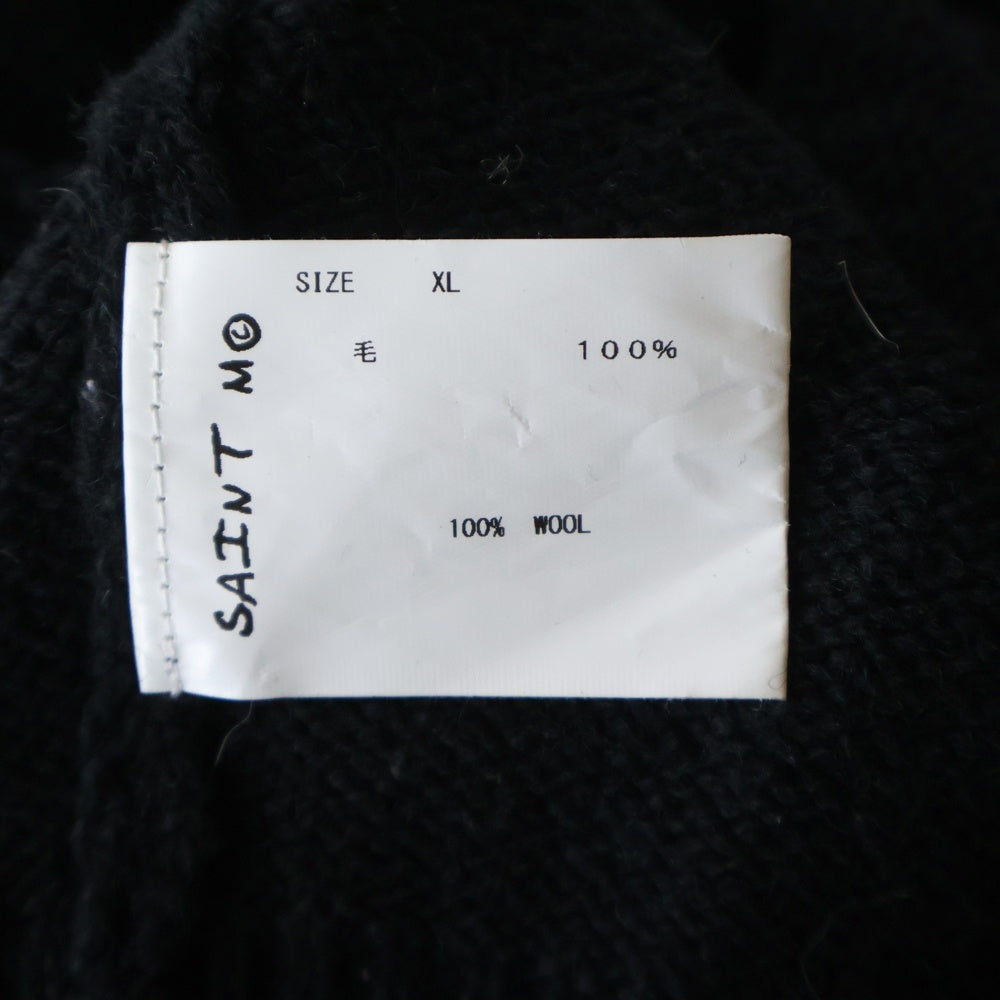 SIZE XL
毛 100%
100% WOOL
SAINT M©